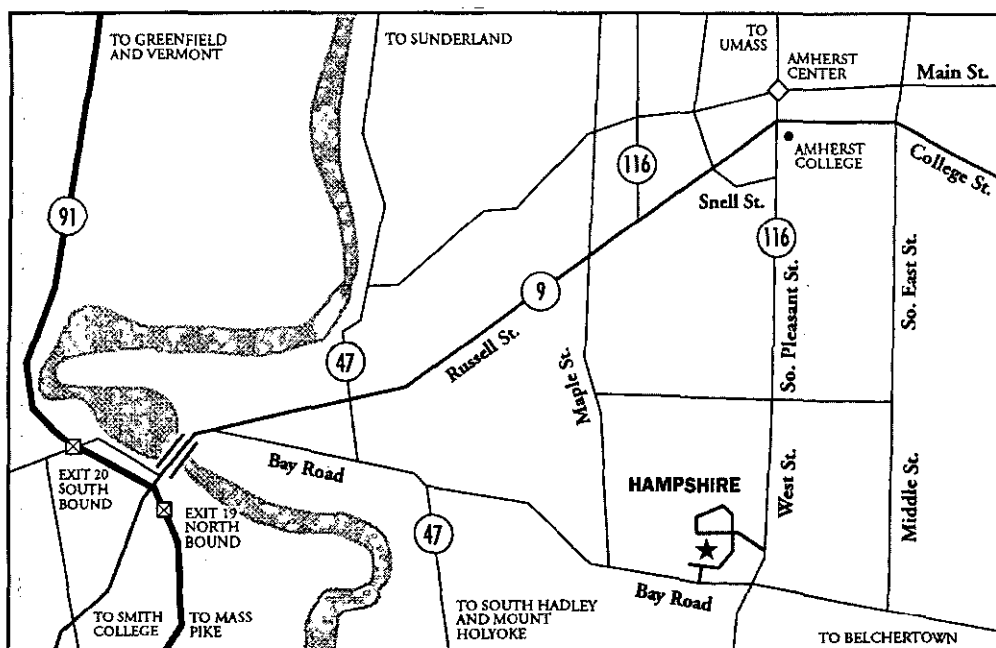 TO GREENFIELD
AND VERMONT
TO SUNDERLAND
TO
UMASS
AMHERST
CENTER
Main St.
116
AMHERST
COLLEGE
College St.
Snell St.
91
116
9
So. Pleasant St.
So. East St.
Russell St.
47
Maple St.
Bay Road
EXIT 20
SOUTH
BOUND
EXIT 19
NORTH
BOUND
HAMPSHIRE
West St.
Middle St.
47
Bay Road
TO SMITH
COLLEGE
TO MASS
PIKE
TO SOUTH HADLEY
AND MOUNT
HOLYOKE
TO BELCHERTOWN